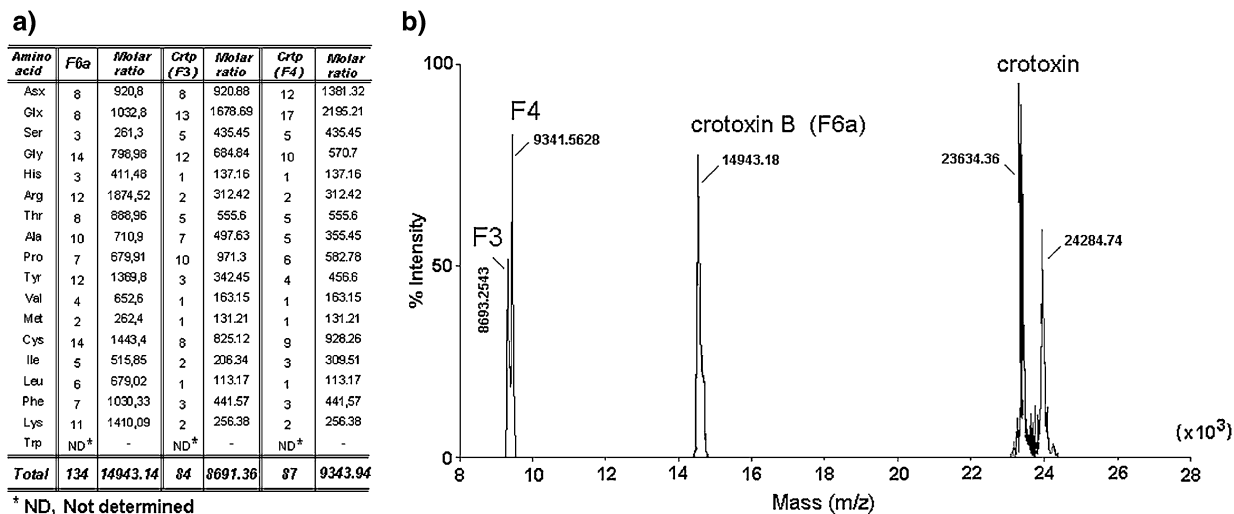 a)
Amino acid F6a Molar ratio Crtp (F3) Molar ratio Crtp (F4) Molar ratio
Asx 8 920,8 8 920.88 12 1381.32
Glx 8 1032,8 13 1678.69 17 2195.21
Ser 3 261,3 5 435.45 5 435.45
Gly 14 798,98 12 684.84 10 570.7
His 3 411,48 1 137.16 1 137.16
Arg 12 1874,52 2 312.42 2 312.42
Thr 8 888,96 5 555.6 5 555.6
Ala 10 710,9 7 497.63 5 355.45
Pro 7 679,91 10 971.3 6 582.78
Tyr 12 1369,8 3 342.45 4 456.6
Val 4 652,6 1 163.15 1 163.15
Met 2 262,4 1 131.21 1 131.21
Cys 14 1443,4 8 825.12 9 928.26
Ile 5 515,85 2 206.34 3 309.51
Leu 6 679,02 1 113.17 1 113.17
Phe 7 1030,33 3 441.57 3 441,57
Lys 11 1410,09 2 256.38 2 256.38
Trp ND* - ND* - ND* -
Total 134 14943.14 84 8691.36 87 9343.94
* ND, Not determined
b)
100
50
0
% Intensity
F3
8693.2543
F4
9341.5628
crotoxin B (F6a)
14943.18
crotoxin
23634.36
24284.74
(x10³)
8 10 12 14 16 18 20 22 24 26 28
Mass (m/z)